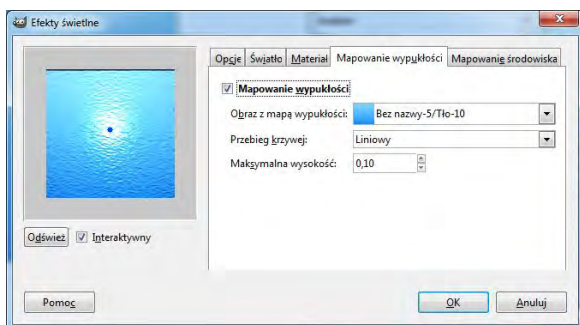 Efekty świetlne
Opcje Światło Materiał Mapowanie wypukłości Mapowanie środowiska
Mapowanie wypukłości
Obraz z mapą wypukłości: Bez nazwy-5/Tło-10
Przebieg krzywej: Liniowy
Maksymalna wysokość: 0,10
Odśwież Interaktywny
Pomoc OK Anuluj